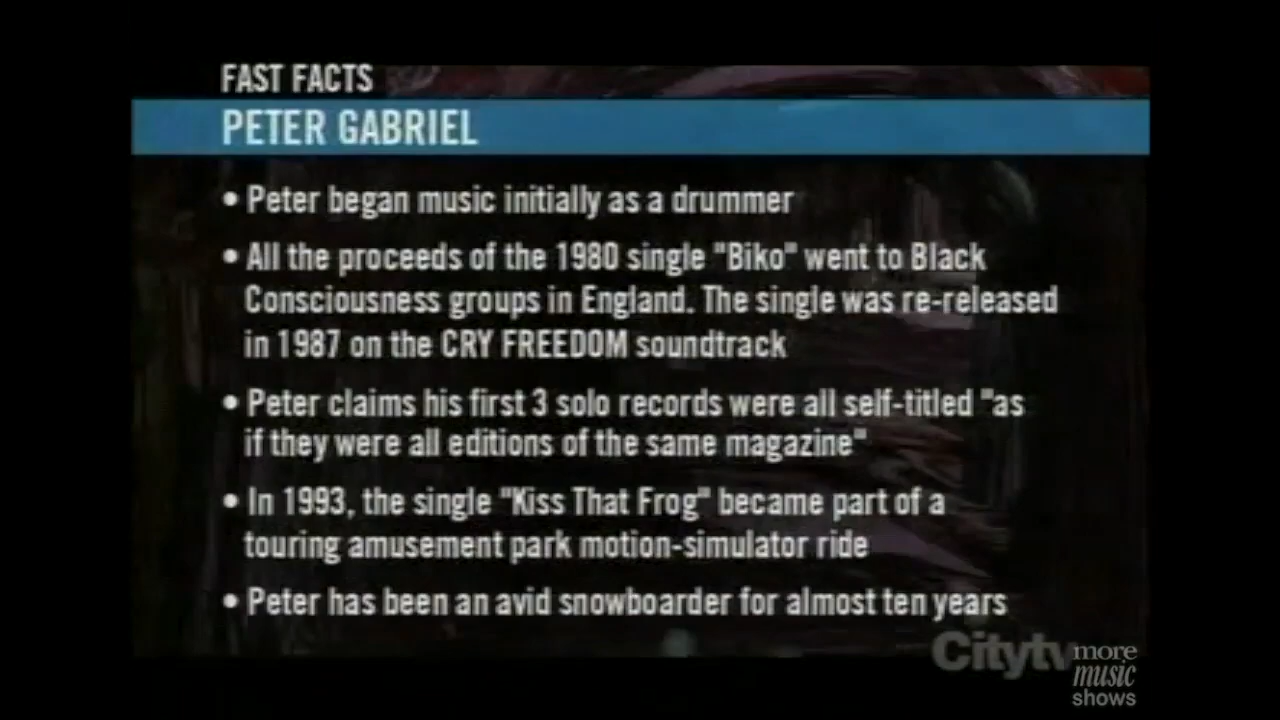 FAST FACTS
PETER GABRIEL
• Peter began music initially as a drummer
• All the proceeds of the 1980 single "Biko" went to Black
Consciousness groups in England. The single was re-released
in 1987 on the CRY FREEDOM soundtrack
• Peter claims his first 3 solo records were all self-titled "as
if they were all editions of the same magazine"
• In 1993, the single "Kiss That Frog" became part of a
touring amusement park motion-simulator ride
• Peter has been an avid snowboarder for almost ten years
Citytv
more
music
shows